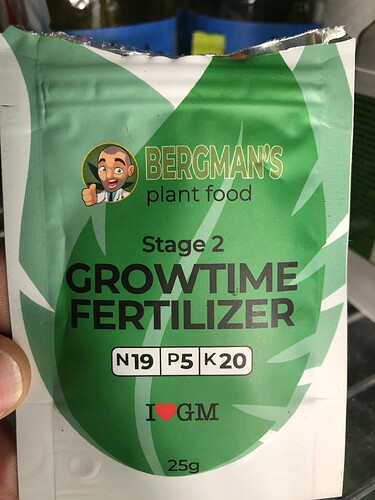 BERGMAN'S
plant food
Stage 2
GROWTIME
FERTILIZER
N19 P5 K20
I❤GM
25g